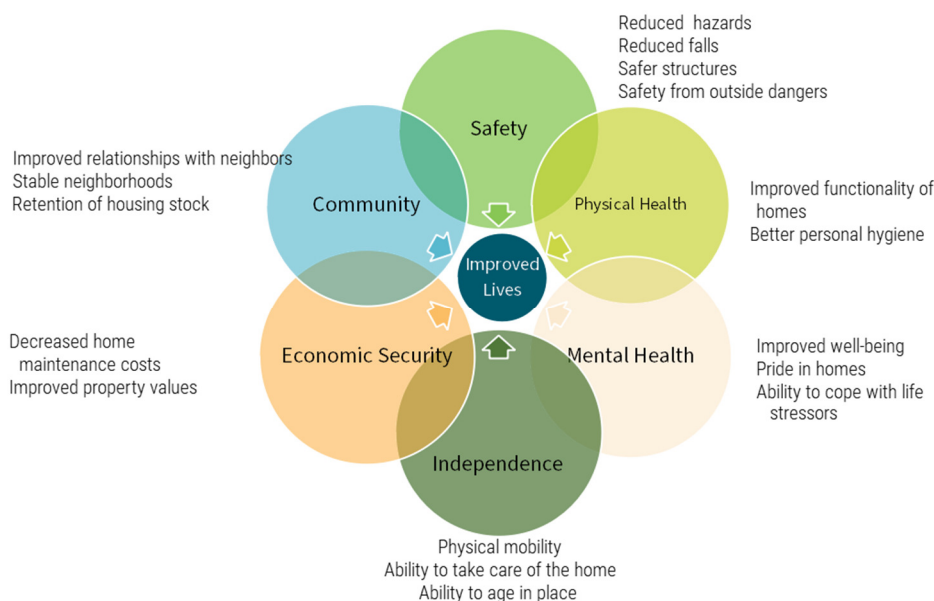 Reduced hazards
Reduced falls
Safer structures
Safety from outside dangers
Safety
Improved relationships with neighbors
Stable neighborhoods
Retention of housing stock
Community
Physical Health
Improved functionality of
homes
Better personal hygiene
Improved
Lives
Decreased home
maintenance costs
Improved property values
Economic Security
Mental Health
Improved well-being
Pride in homes
Ability to cope with life
stressors
Independence
Physical mobility
Ability to take care of the home
Ability to age in place